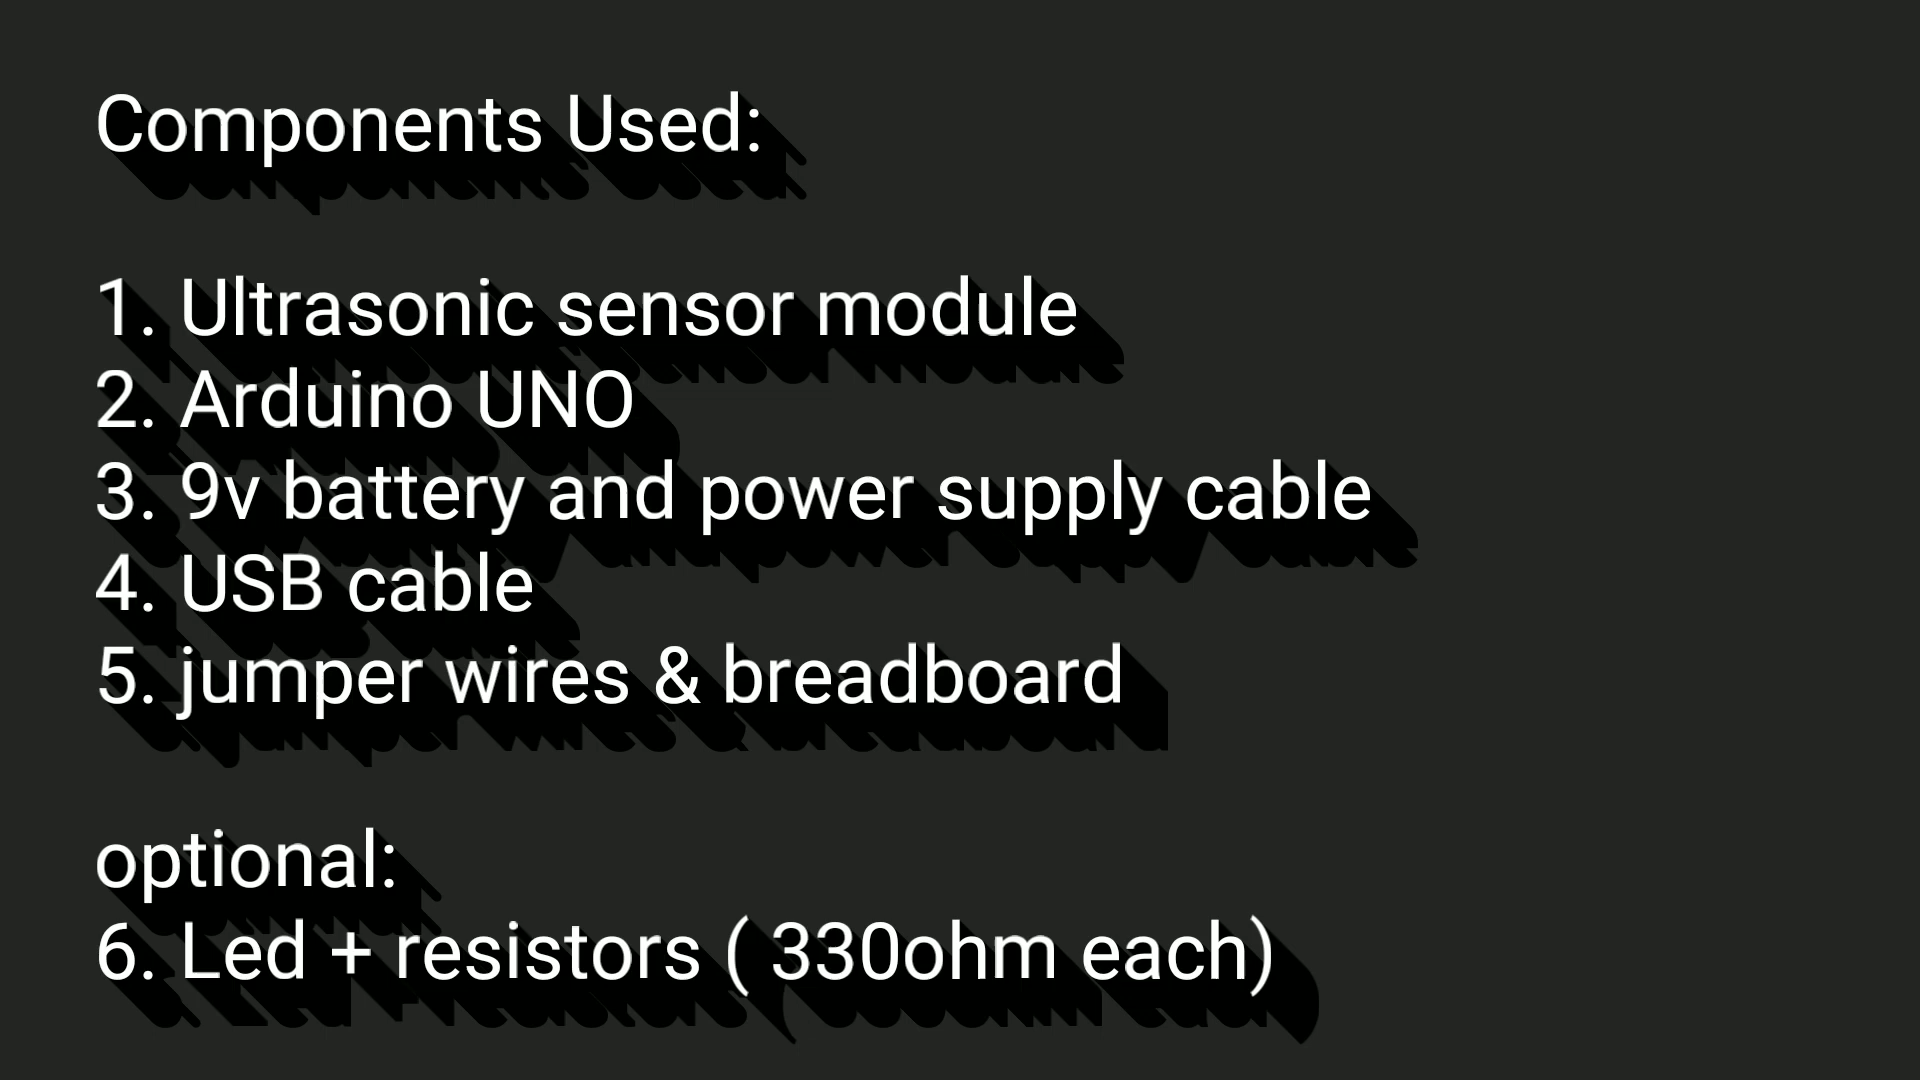 Components Used:
1. Ultrasonic sensor module
2. Arduino UNO
3. 9v battery and power supply cable
4. USB cable
5. jumper wires & breadboard
optional:
6. Led + resistors ( 330ohm each)